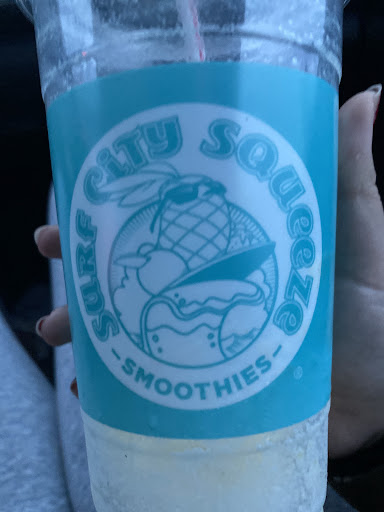 SURF CITY SQUEEZE
- SMOOTHIES -
®